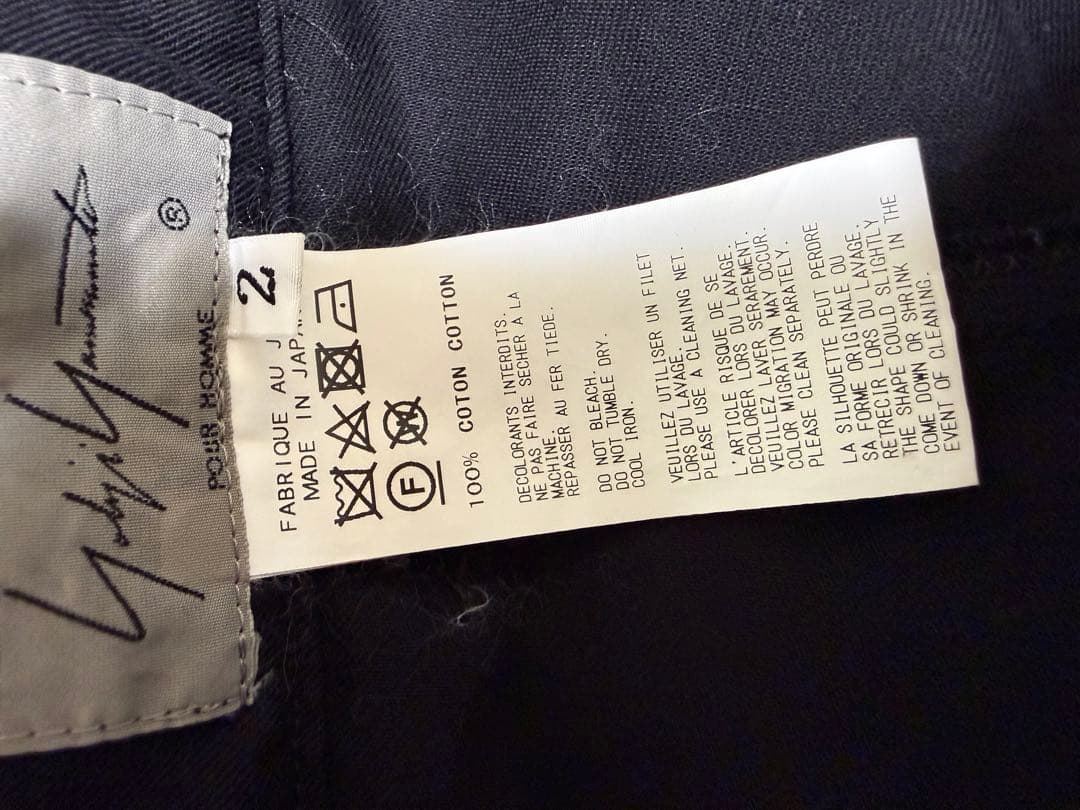 Yohji Yamamoto ®
POUR HOMME
2
FABRIQUE AU J
MADE IN JAPA
F
W
100% COTON COTTON
DECOLORANTS INTERDITS.
NE PAS FAIRE SECHER A LA
MACHINE.
REPASSER AU FER TIEDE.
DO NOT BLEACH.
DO NOT TUMBLE DRY.
COOL IRON.
VEUILLEZ UTILISER UN FILET
LORS DU LAVAGE.
PLEASE USE A CLEANING NET.
L'ARTICLE RISQUE DE SE
DECOLORER LORS DU LAVAGE.
VEUILLEZ LAVER SEPAREMENT.
COLOR MIGRATION MAY OCCUR.
PLEASE CLEAN SEPARATELY.
LA SILHOUETTE PEUT PERDRE
SA FORME ORIGINALE OU
RETRECIR LORS DU LAVAGE.
THE SHAPE COULD SLIGHTLY
COME DOWN OR SHRINK IN THE
EVENT OF CLEANING.